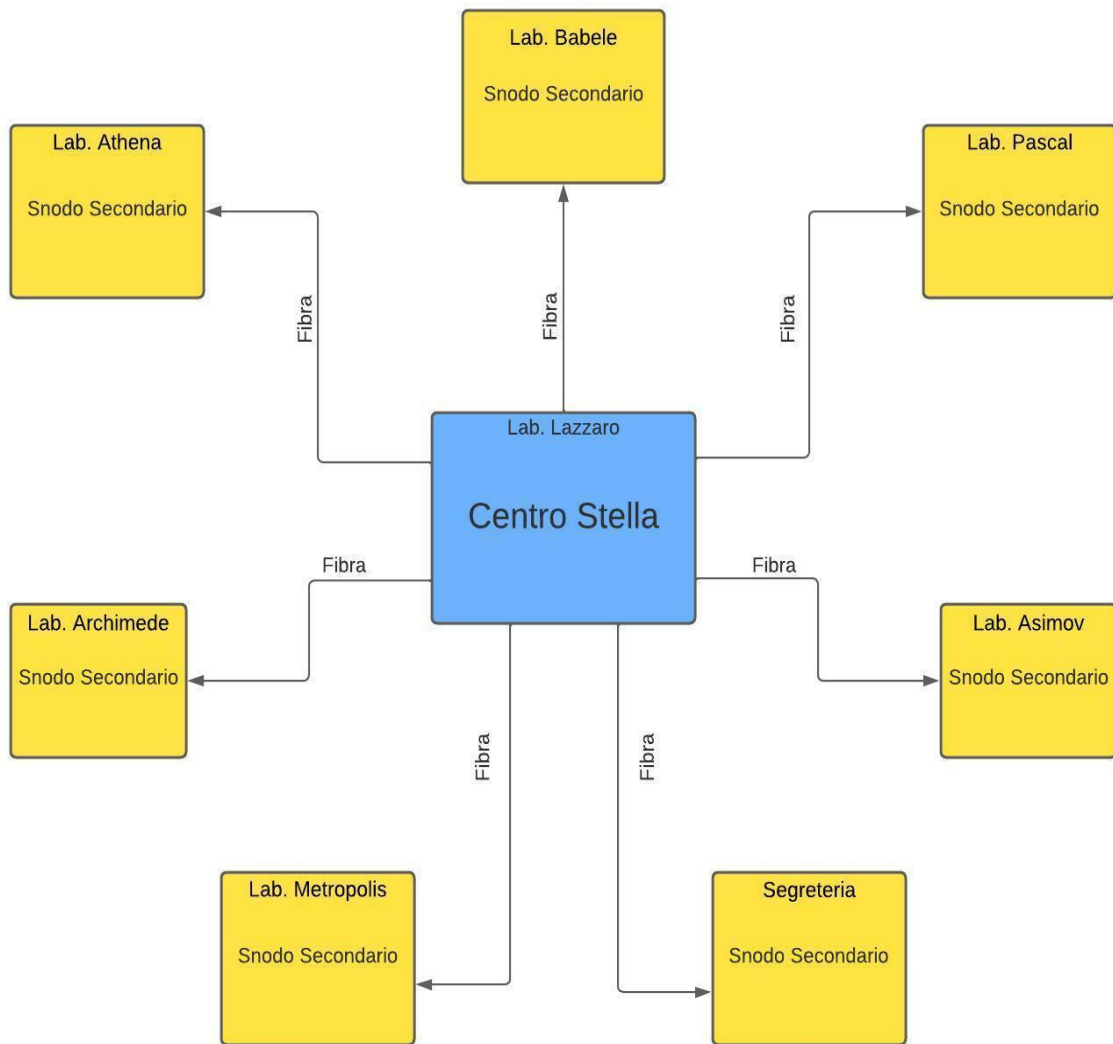 Lab. Babele
Snodo Secondario
Lab. Athena
Snodo Secondario
Lab. Pascal
Snodo Secondario
Fibra
Fibra
Fibra
Lab. Lazzaro
Centro Stella
Fibra
Fibra
Lab. Archimede
Snodo Secondario
Lab. Asimov
Snodo Secondario
Fibra
Fibra
Lab. Metropolis
Snodo Secondario
Segreteria
Snodo Secondario